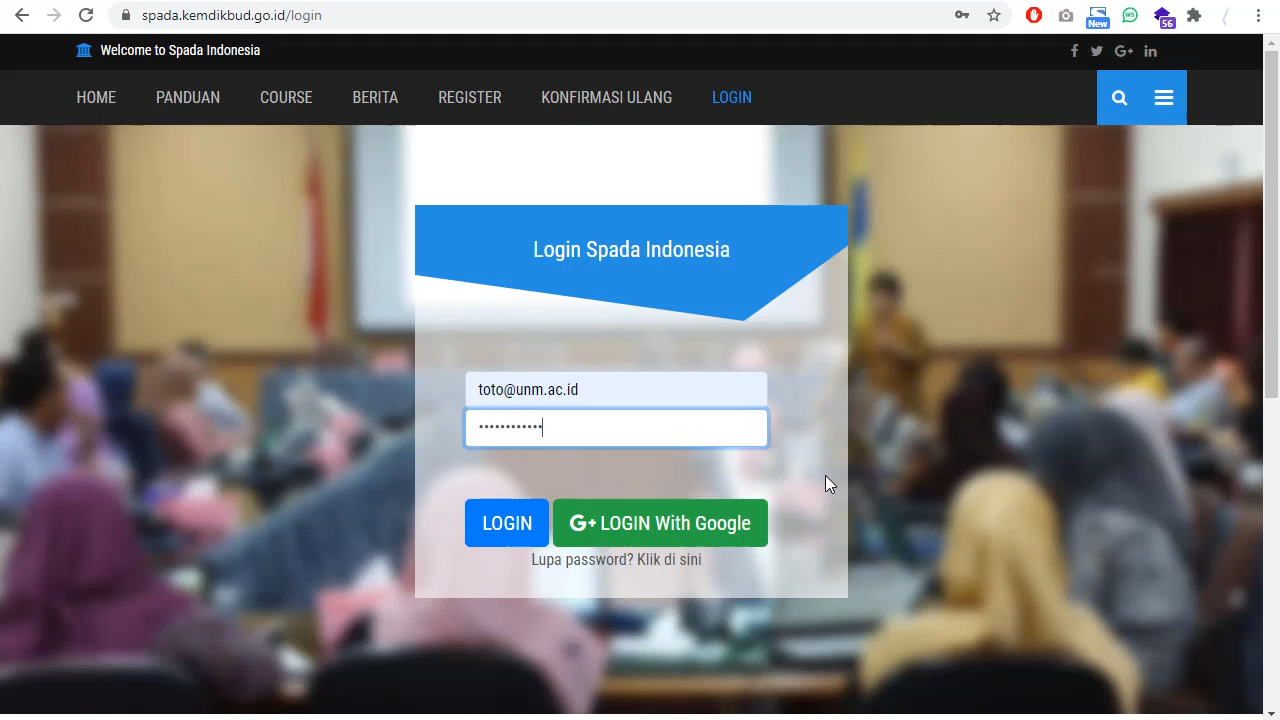 spada.kemdikbud.go.id/login
New
56
Welcome to Spada Indonesia
HOME PANDUAN COURSE BERITA REGISTER KONFIRMASI ULANG LOGIN
Login Spada Indonesia
toto@unm.ac.id
••••••••••••
LOGIN G+ LOGIN With Google
Lupa password? Klik di sini